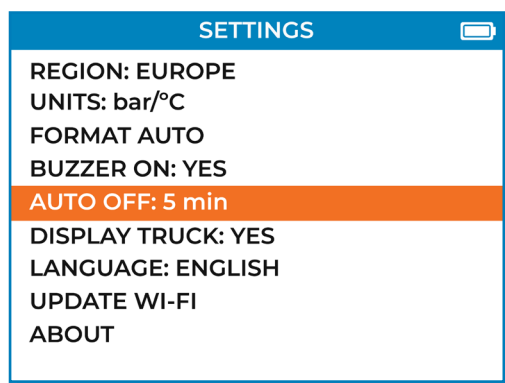 SETTINGS
REGION: EUROPE
UNITS: bar/°C
FORMAT AUTO
BUZZER ON: YES
AUTO OFF: 5 min
DISPLAY TRUCK: YES
LANGUAGE: ENGLISH
UPDATE WI-FI
ABOUT